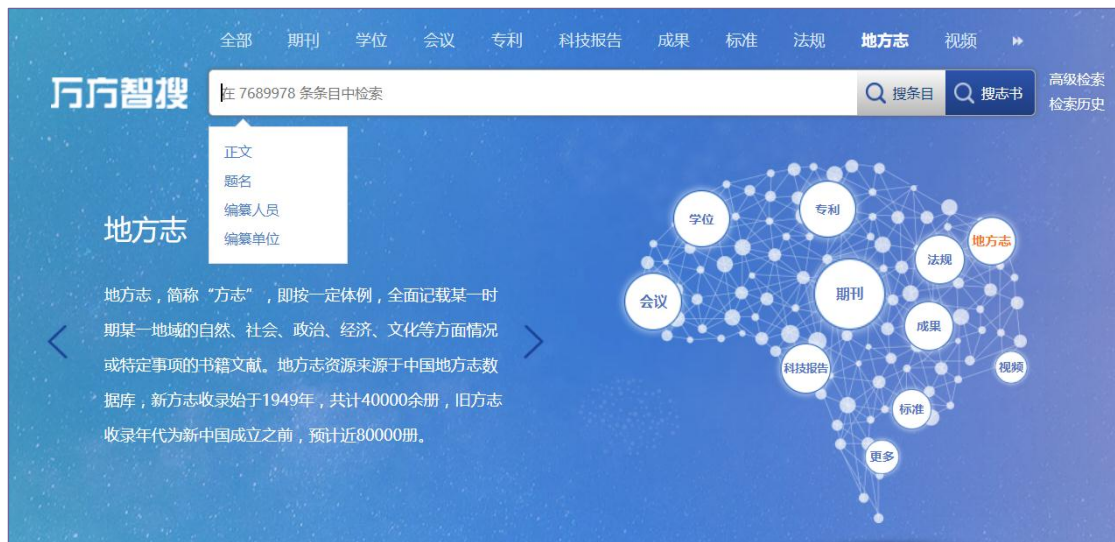 全部 期刊 学位 会议 专利 科技报告 成果 标准 法规 地方志 视频
万方智搜
在 7689978 条条目中检索
搜条目
搜志书
高级检索
检索历史
正文
题名
编纂人员
编纂单位
地方志
地方志，简称“方志”，即按一定体例，全面记载某一时
期某一地域的自然、社会、政治、经济、文化等方面情况
或特定事项的书籍文献。地方志资源来源于中国地方志数
据库，新方志收录始于1949年，共计40000余册，旧方志
收录年代为新中国成立之前，预计近80000册。
学位
专利
地方志
法规
会议
期刊
成果
科技报告
视频
标准
更多